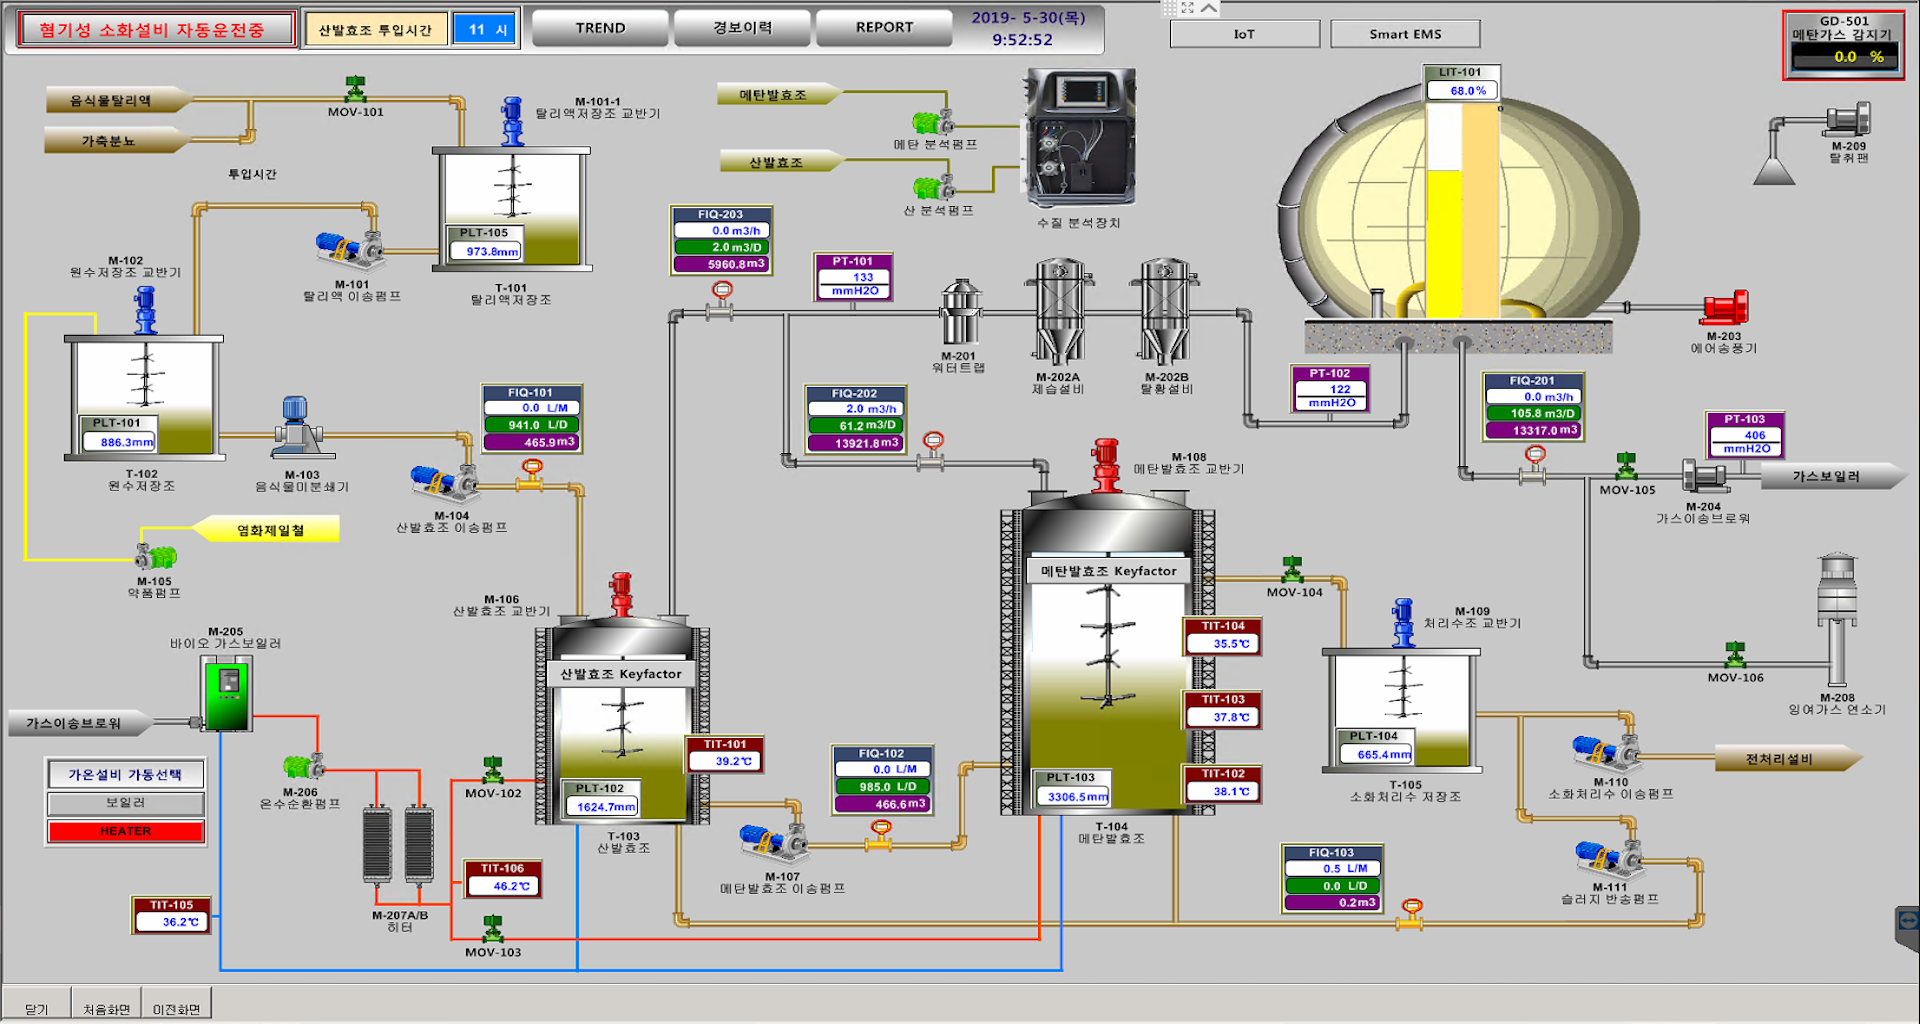 혐기성 소화설비 자동운전중
산발효조 투입시간
11 시
TREND
경보이력
REPORT
2019- 5-30(목)
9:52:52
IoT
Smart EMS
GD-501
메탄가스 감지기
0.0 %
음식물탈리액
가축분뇨
MOV-101
투입시간
M-101-1
탈리액저장조 교반기
PLT-105
973.8mm
T-101
탈리액저장조
M-101
탈리액 이송펌프
M-102
원수저장조 교반기
PLT-101
886.3mm
T-102
원수저장조
M-103
음식물미분쇄기
FIQ-101
0.0 L/M
941.0 L/D
465.9m3
M-104
산발효조 이송펌프
염화제일철
M-105
약품펌프
메탄발효조
메탄 분석펌프
산발효조
산 분석펌프
수질 분석장치
FIQ-203
0.0 m3/h
2.0 m3/D
5960.8m3
PT-101
133
mmH2O
M-201
워터트랩
M-202A
제습설비
M-202B
탈황설비
LIT-101
68.0%
M-209
탈취팬
M-203
에어송풍기
PT-102
122
mmH2O
FIQ-202
2.0 m3/h
61.2 m3/D
13921.8m3
FIQ-201
0.0 m3/h
105.8 m3/D
13317.0m3
PT-103
406
mmH2O
MOV-105
M-204
가스이송브로워
가스보일러
M-108
메탄발효조 교반기
메탄발효조 Keyfactor
TIT-104
35.5℃
TIT-103
37.8℃
TIT-102
38.1℃
PLT-103
3306.5mm
T-104
메탄발효조
MOV-104
M-109
처리수조 교반기
PLT-104
665.4mm
T-105
소화처리수 저장조
MOV-106
M-208
잉여가스 연소기
M-110
소화처리수 이송펌프
전처리설비
M-111
슬러지 반송펌프
FIQ-103
0.5 L/M
0.0 L/D
0.2m3
M-106
산발효조 교반기
산발효조 Keyfactor
TIT-101
39.2℃
PLT-102
1624.7mm
T-103
산발효조
FIQ-102
0.0 L/M
985.0 L/D
466.6m3
M-107
메탄발효조 이송펌프
M-205
바이오 가스보일러
가스이송브로워
가온설비 가동선택
보일러
HEATER
M-206
온수순환펌프
MOV-102
M-207A/B
히터
TIT-106
46.2℃
MOV-103
TIT-105
36.2℃
닫기
처음화면
이전화면